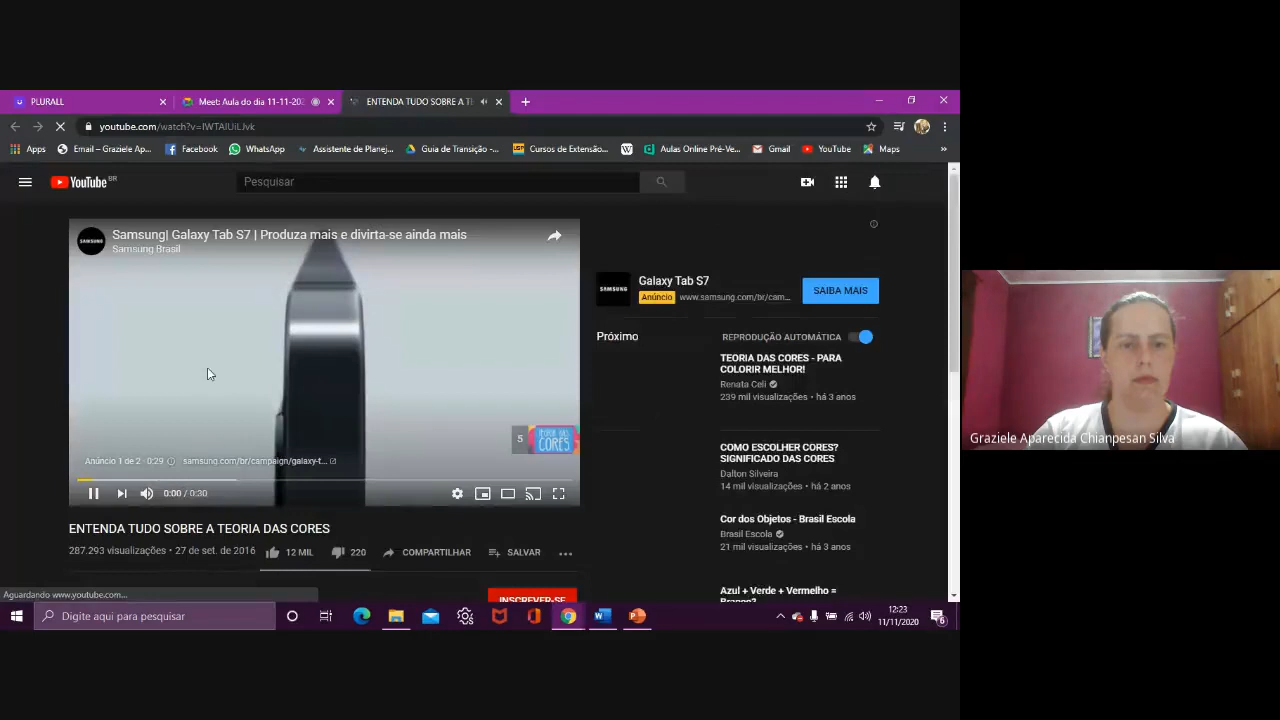 PLURALL
Meet: Aula do dia 11-11-202
ENTENDA TUDO SOBRE A TE
youtube.com/watch?v=IWTAlUiLJvk
Apps
Email – Graziele Ap...
Facebook
WhatsApp
Assistente de Planej...
Guia de Transição -...
Cursos de Extensão...
Aulas Online Pré-Ve...
Gmail
YouTube
Maps
»
YouTube BR
Pesquisar
Samsung| Galaxy Tab S7 | Produza mais e divirta-se ainda mais
Samsung Brasil
SAMSUNG
5
TEORIA DAS CORES
Anúncio 1 de 2 · 0:29
samsung.com/br/campaign/galaxy-t...
0:00 / 0:30
ENTENDA TUDO SOBRE A TEORIA DAS CORES
287.293 visualizações • 27 de set. de 2016
12 MIL
220
COMPARTILHAR
SALVAR
INSCREVER-SE
SAMSUNG
Galaxy Tab S7
Anúncio www.samsung.com/br/cam...
SAIBA MAIS
Próximo
REPRODUÇÃO AUTOMÁTICA
TEORIA DAS CORES - PARA
COLORIR MELHOR!
Renata Celi
239 mil visualizações • há 3 anos
COMO ESCOLHER CORES?
SIGNIFICADO DAS CORES
Dalton Silveira
14 mil visualizações • há 2 anos
Cor dos Objetos - Brasil Escola
Brasil Escola
21 mil visualizações • há 3 anos
Azul + Verde + Vermelho =
Branco?
Aguardando www.youtube.com...
Digite aqui para pesquisar
12:23
11/11/2020
6
Graziele Aparecida Chianpesan Silva